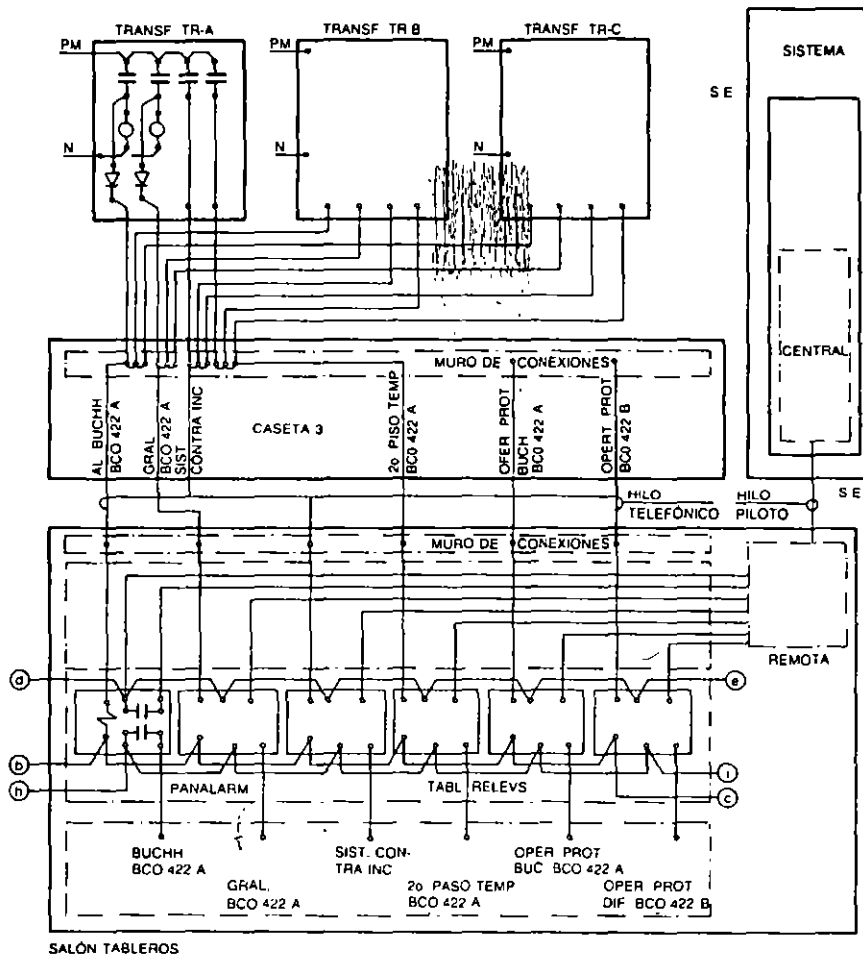 TRANSF TR-A
TRANSF TR B
TRANSF TR-C
PM
PM
PM
N
N
N
S E
SISTEMA
CENTRAL
MURO DE CONEXIONES
CASETA 3
AL BUCHH
BCO 422 A
GRAL
BCO 422 A
SIST
CONTRA INC
2o PISO TEMP
BCO 422 A
OFER PROT
BUCH
BC0 422 A
OPERT PROT
BC0 422 B
HILO
TELEFÓNICO
HILO
PILOTO
S E
MURO DE CONEXIONES
REMOTA
d
e
b
h
i
c
PANALARM
TABL RELEVS
BUCHH
BCO 422 A
GRAL,
BCO 422 A
SIST. CON-
TRA INC
2o PASO TEMP
BCO 422 A
OPER PROT
BUC BCO 422 A
OPER PROT
DIF BCO 422 B
SALÓN TABLEROS